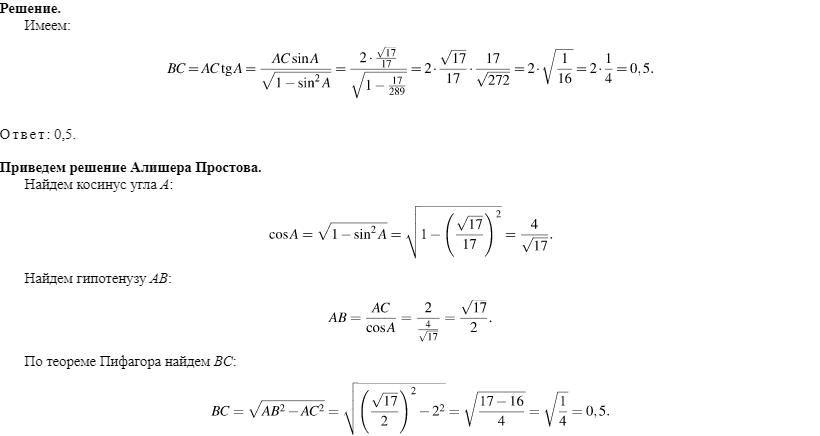 Решение.
Имеем:
BC = AC tg A = \frac{AC \sin A}{\sqrt{1 - \sin^2 A}} = \frac{2 \cdot \frac{\sqrt{17}}{17}}{\sqrt{1 - \frac{17}{289}}} = 2 \cdot \frac{\sqrt{17}}{17} \cdot \frac{17}{\sqrt{272}} = 2 \cdot \sqrt{\frac{1}{16}} = 2 \cdot \frac{1}{4} = 0,5.
Ответ: 0,5.
Приведем решение Алишера Простова.
Найдем косинус угла A:
\cos A = \sqrt{1 - \sin^2 A} = \sqrt{1 - \left(\frac{\sqrt{17}}{17}\right)^2} = \frac{4}{\sqrt{17}}.
Найдем гипотенузу AB:
AB = \frac{AC}{\cos A} = \frac{2}{\frac{4}{\sqrt{17}}} = \frac{\sqrt{17}}{2}.
По теореме Пифагора найдем BC:
BC = \sqrt{AB^2 - AC^2} = \sqrt{\left(\frac{\sqrt{17}}{2}\right)^2 - 2^2} = \sqrt{\frac{17 - 16}{4}} = \sqrt{\frac{1}{4}} = 0,5.